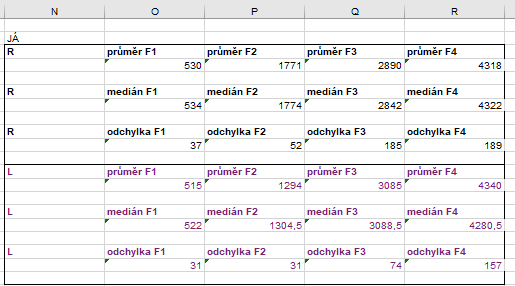 N O P Q R
JÁ
R průměr F1 průměr F2 průměr F3 průměr F4
530 1771 2890 4318
R medián F1 medián F2 medián F3 medián F4
534 1774 2842 4322
R odchylka F1 odchylka F2 odchylka F3 odchylka F4
37 52 185 189
L průměr F1 průměr F2 průměr F3 průměr F4
515 1294 3085 4340
L medián F1 medián F2 medián F3 medián F4
522 1304,5 3088,5 4280,5
L odchylka F1 odchylka F2 odchylka F3 odchylka F4
31 31 74 157